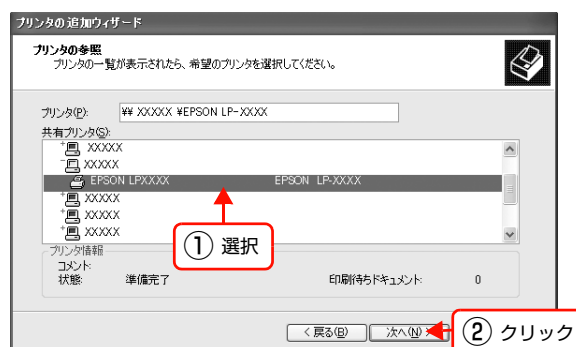 プリンタの追加ウィザード
プリンタの参照
プリンタの一覧が表示されたら、希望のプリンタを選択してください。
プリンタ(P): ¥¥ XXXXX ¥EPSON LP-XXXX
共有プリンタ(S):
XXXXX
XXXXX
EPSON LPXXXX EPSON LP-XXXX
XXXXX
XXXXX
XXXXX
① 選択
プリンタ情報
コメント:
状態: 準備完了 印刷待ちドキュメント: 0
< 戻る(B) 次へ(N) >
② クリック